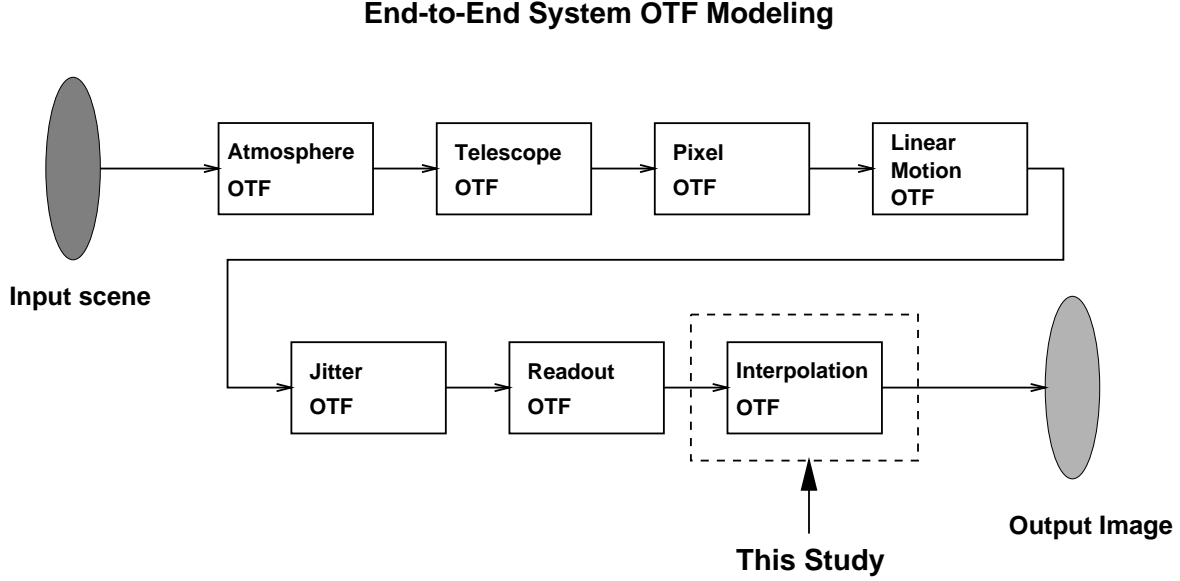 End-to-End System OTF Modeling
Atmosphere
OTF
Telescope
OTF
Pixel
OTF
Linear
Motion
OTF
Input scene
Jitter
OTF
Readout
OTF
Interpolation
OTF
Output Image
This Study